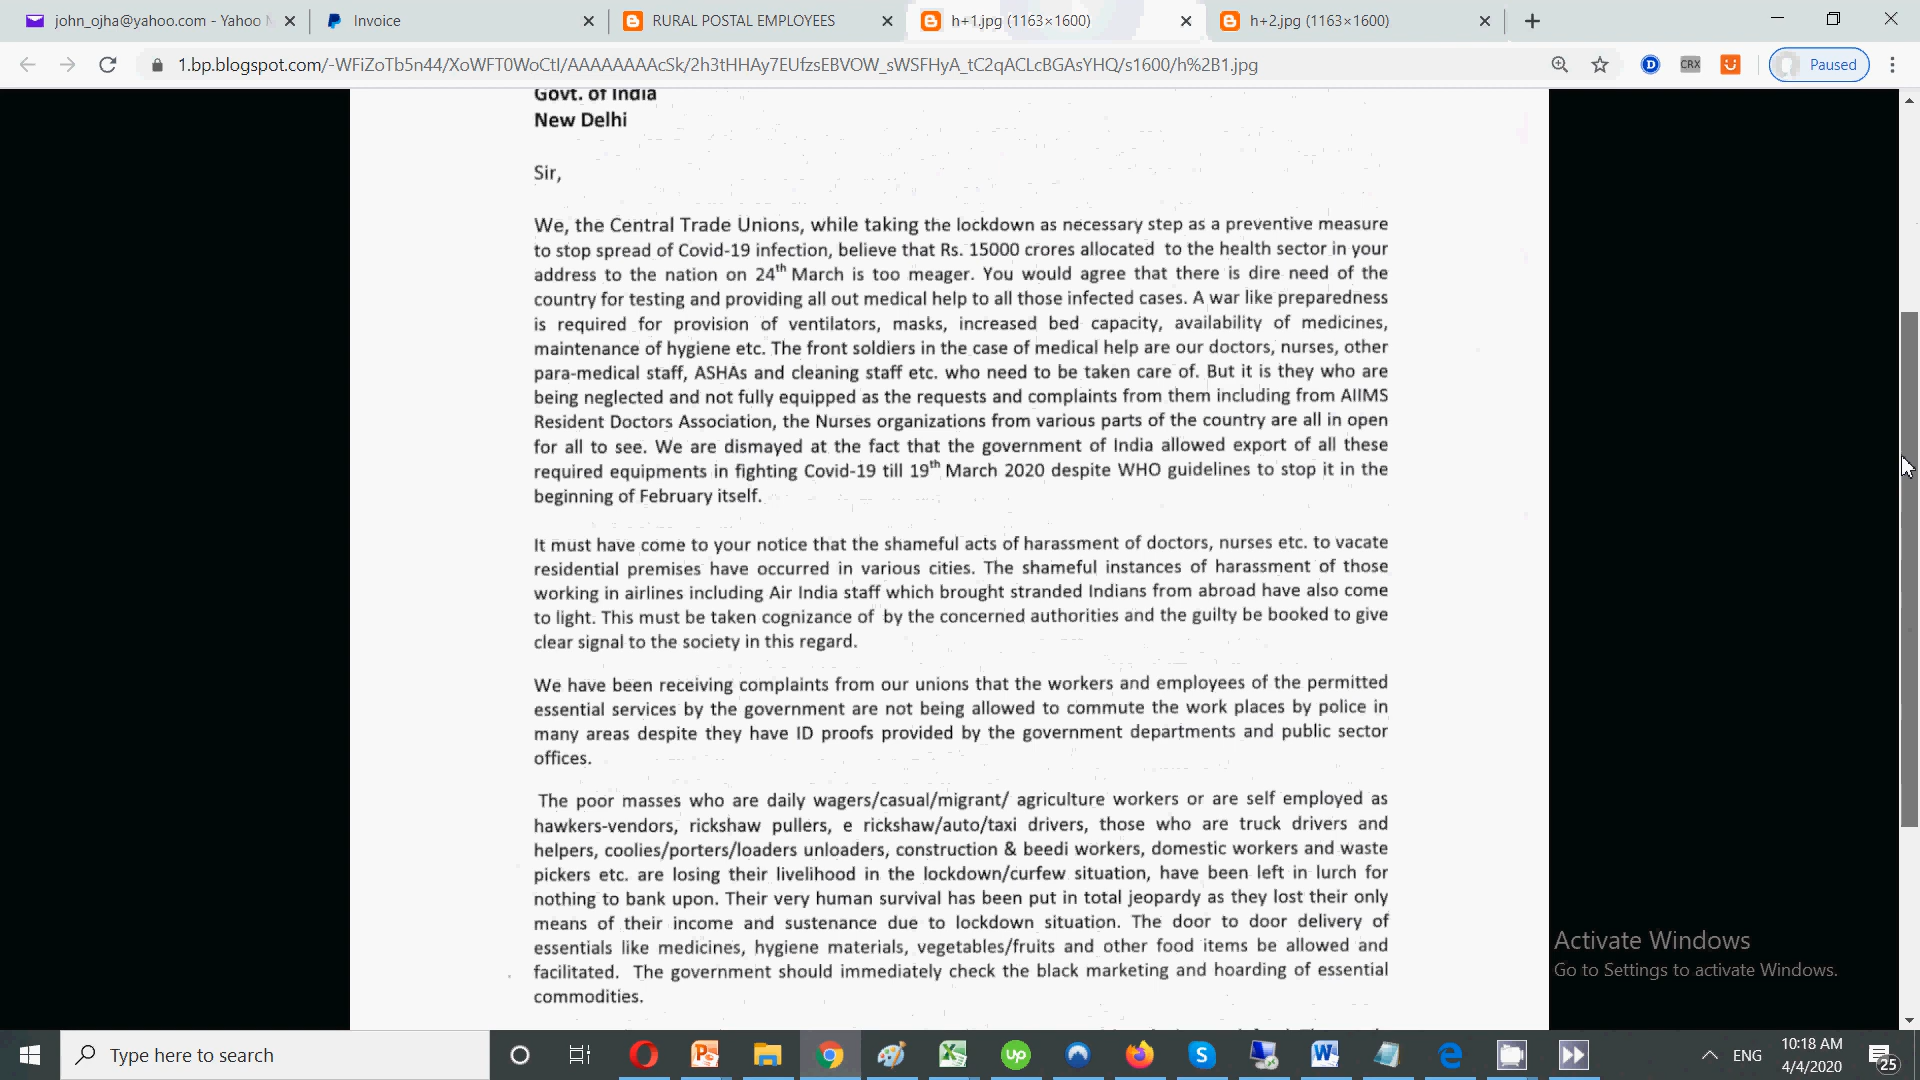 john_ojha@yahoo.com - Yahoo
Invoice
RURAL POSTAL EMPLOYEES
h+1.jpg (1163×1600)
h+2.jpg (1163×1600)
1.bp.blogspot.com/-WFiZoTb5n44/XoWFT0WoCtI/AAAAAAAAcSk/2h3tHHAy7EUfzsEBVOW_sWSFHyA_tC2qACLcBGAsYHQ/s1600/h%2B1.jpg
D
CRX
Paused
Govt. of India
New Delhi
Sir,
We, the Central Trade Unions, while taking the lockdown as necessary step as a preventive measure
to stop spread of Covid-19 infection, believe that Rs. 15000 crores allocated to the health sector in your
address to the nation on 24th March is too meager. You would agree that there is dire need of the
country for testing and providing all out medical help to all those infected cases. A war like preparedness
is required for provision of ventilators, masks, increased bed capacity, availability of medicines,
maintenance of hygiene etc. The front soldiers in the case of medical help are our doctors, nurses, other
para-medical staff, ASHAs and cleaning staff etc. who need to be taken care of. But it is they who are
being neglected and not fully equipped as the requests and complaints from them including from AIIMS
Resident Doctors Association, the Nurses organizations from various parts of the country are all in open
for all to see. We are dismayed at the fact that the government of India allowed export of all these
required equipments in fighting Covid-19 till 19th March 2020 despite WHO guidelines to stop it in the
beginning of February itself.
It must have come to your notice that the shameful acts of harassment of doctors, nurses etc. to vacate
residential premises have occurred in various cities. The shameful instances of harassment of those
working in airlines including Air India staff which brought stranded Indians from abroad have also come
to light. This must be taken cognizance of by the concerned authorities and the guilty be booked to give
clear signal to the society in this regard.
We have been receiving complaints from our unions that the workers and employees of the permitted
essential services by the government are not being allowed to commute the work places by police in
many areas despite they have ID proofs provided by the government departments and public sector
offices.
The poor masses who are daily wagers/casual/migrant/ agriculture workers or are self employed as
hawkers-vendors, rickshaw pullers, e rickshaw/auto/taxi drivers, those who are truck drivers and
helpers, coolies/porters/loaders unloaders, construction & beedi workers, domestic workers and waste
pickers etc. are losing their livelihood in the lockdown/curfew situation, have been left in lurch for
nothing to bank upon. Their very human survival has been put in total jeopardy as they lost their only
means of their income and sustenance due to lockdown situation. The door to door delivery of
essentials like medicines, hygiene materials, vegetables/fruits and other food items be allowed and
facilitated. The government should immediately check the black marketing and hoarding of essential
commodities.
Activate Windows
Go to Settings to activate Windows.
Type here to search
up
ENG
10:18 AM
4/4/2020
25